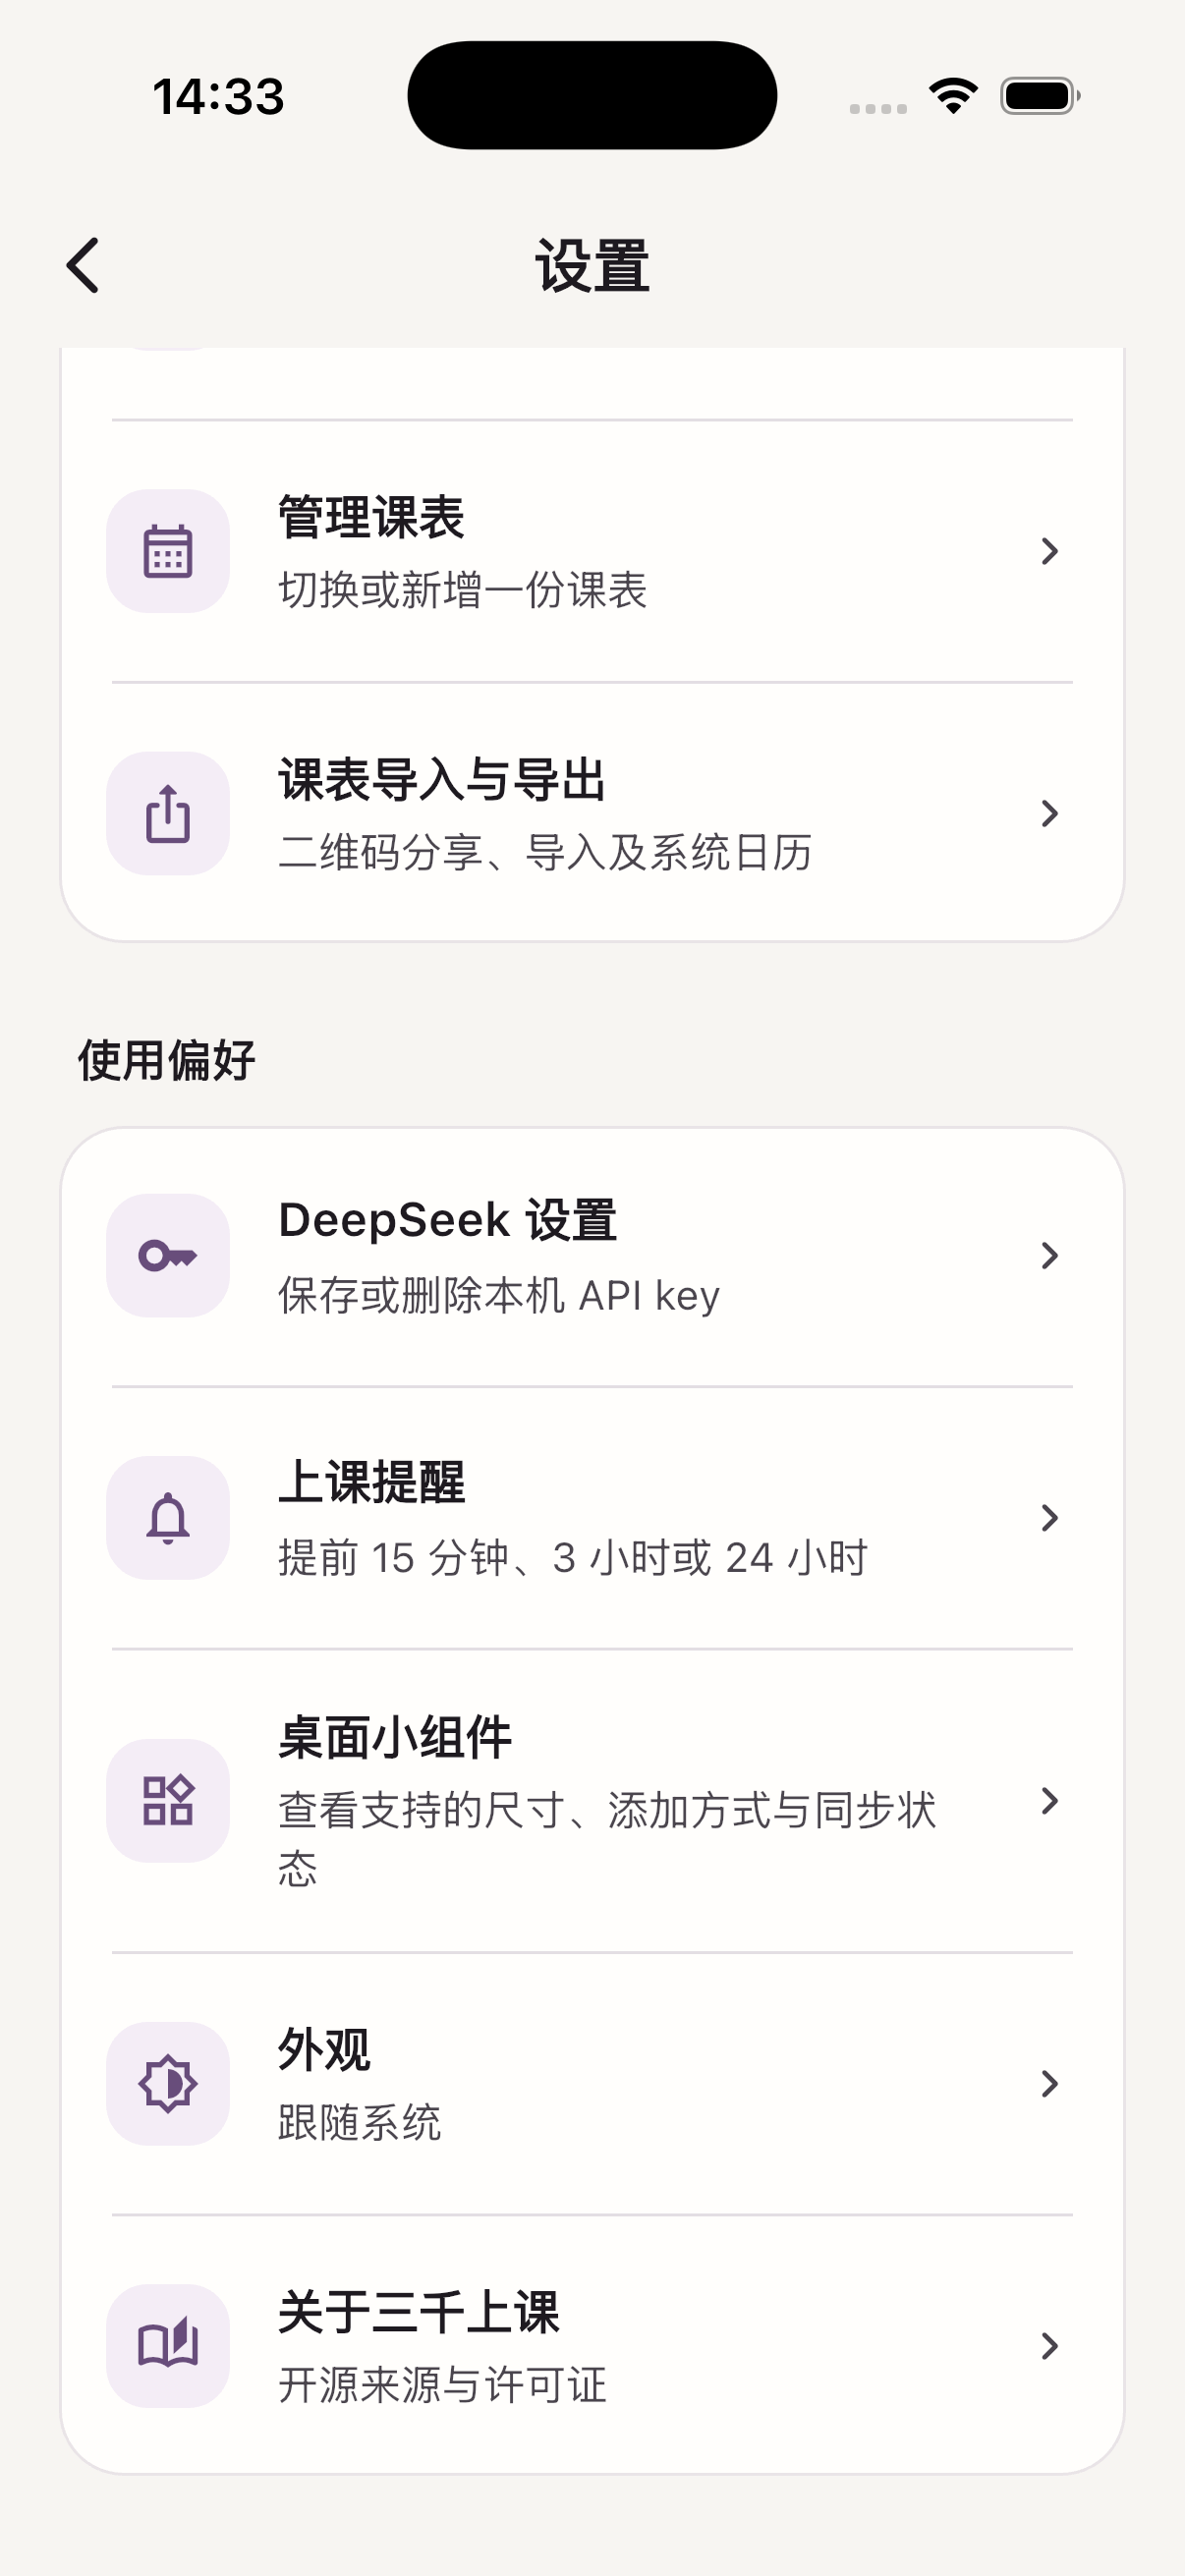 14:33
设置
管理课表
切换或新增一份课表
课表导入与导出
二维码分享、导入及系统日历
使用偏好
DeepSeek 设置
保存或删除本机 API key
上课提醒
提前 15 分钟、3 小时或 24 小时
桌面小组件
查看支持的尺寸、添加方式与同步状
态
外观
跟随系统
关于三千上课
开源来源与许可证